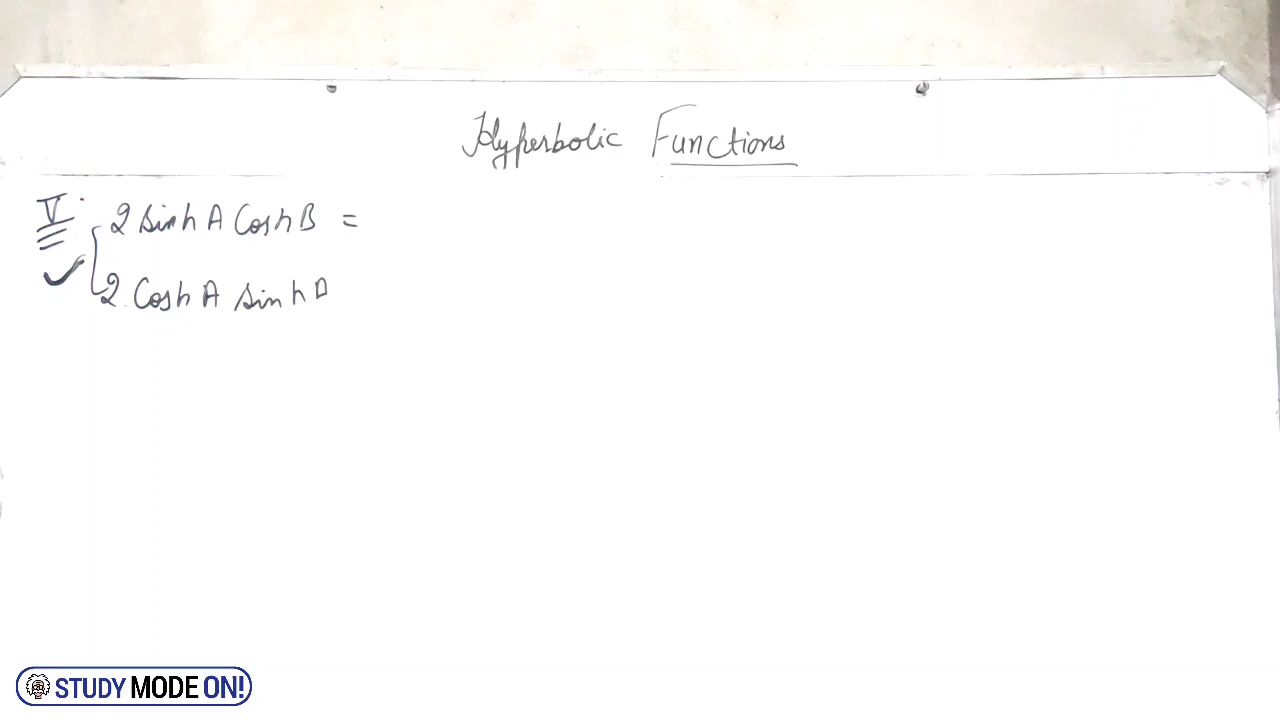 Hyperbolic Functions
V.
2 Sinh A Cosh B =
2 Cosh A Sinh
STUDY MODE ON!